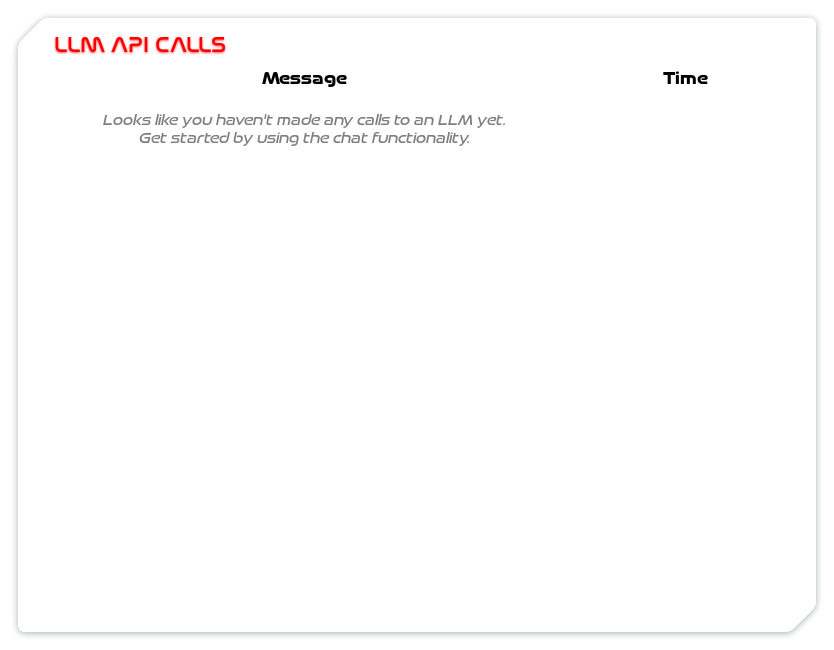 LLM API CALLS
Message Time
Looks like you haven't made any calls to an LLM yet.
Get started by using the chat functionality.